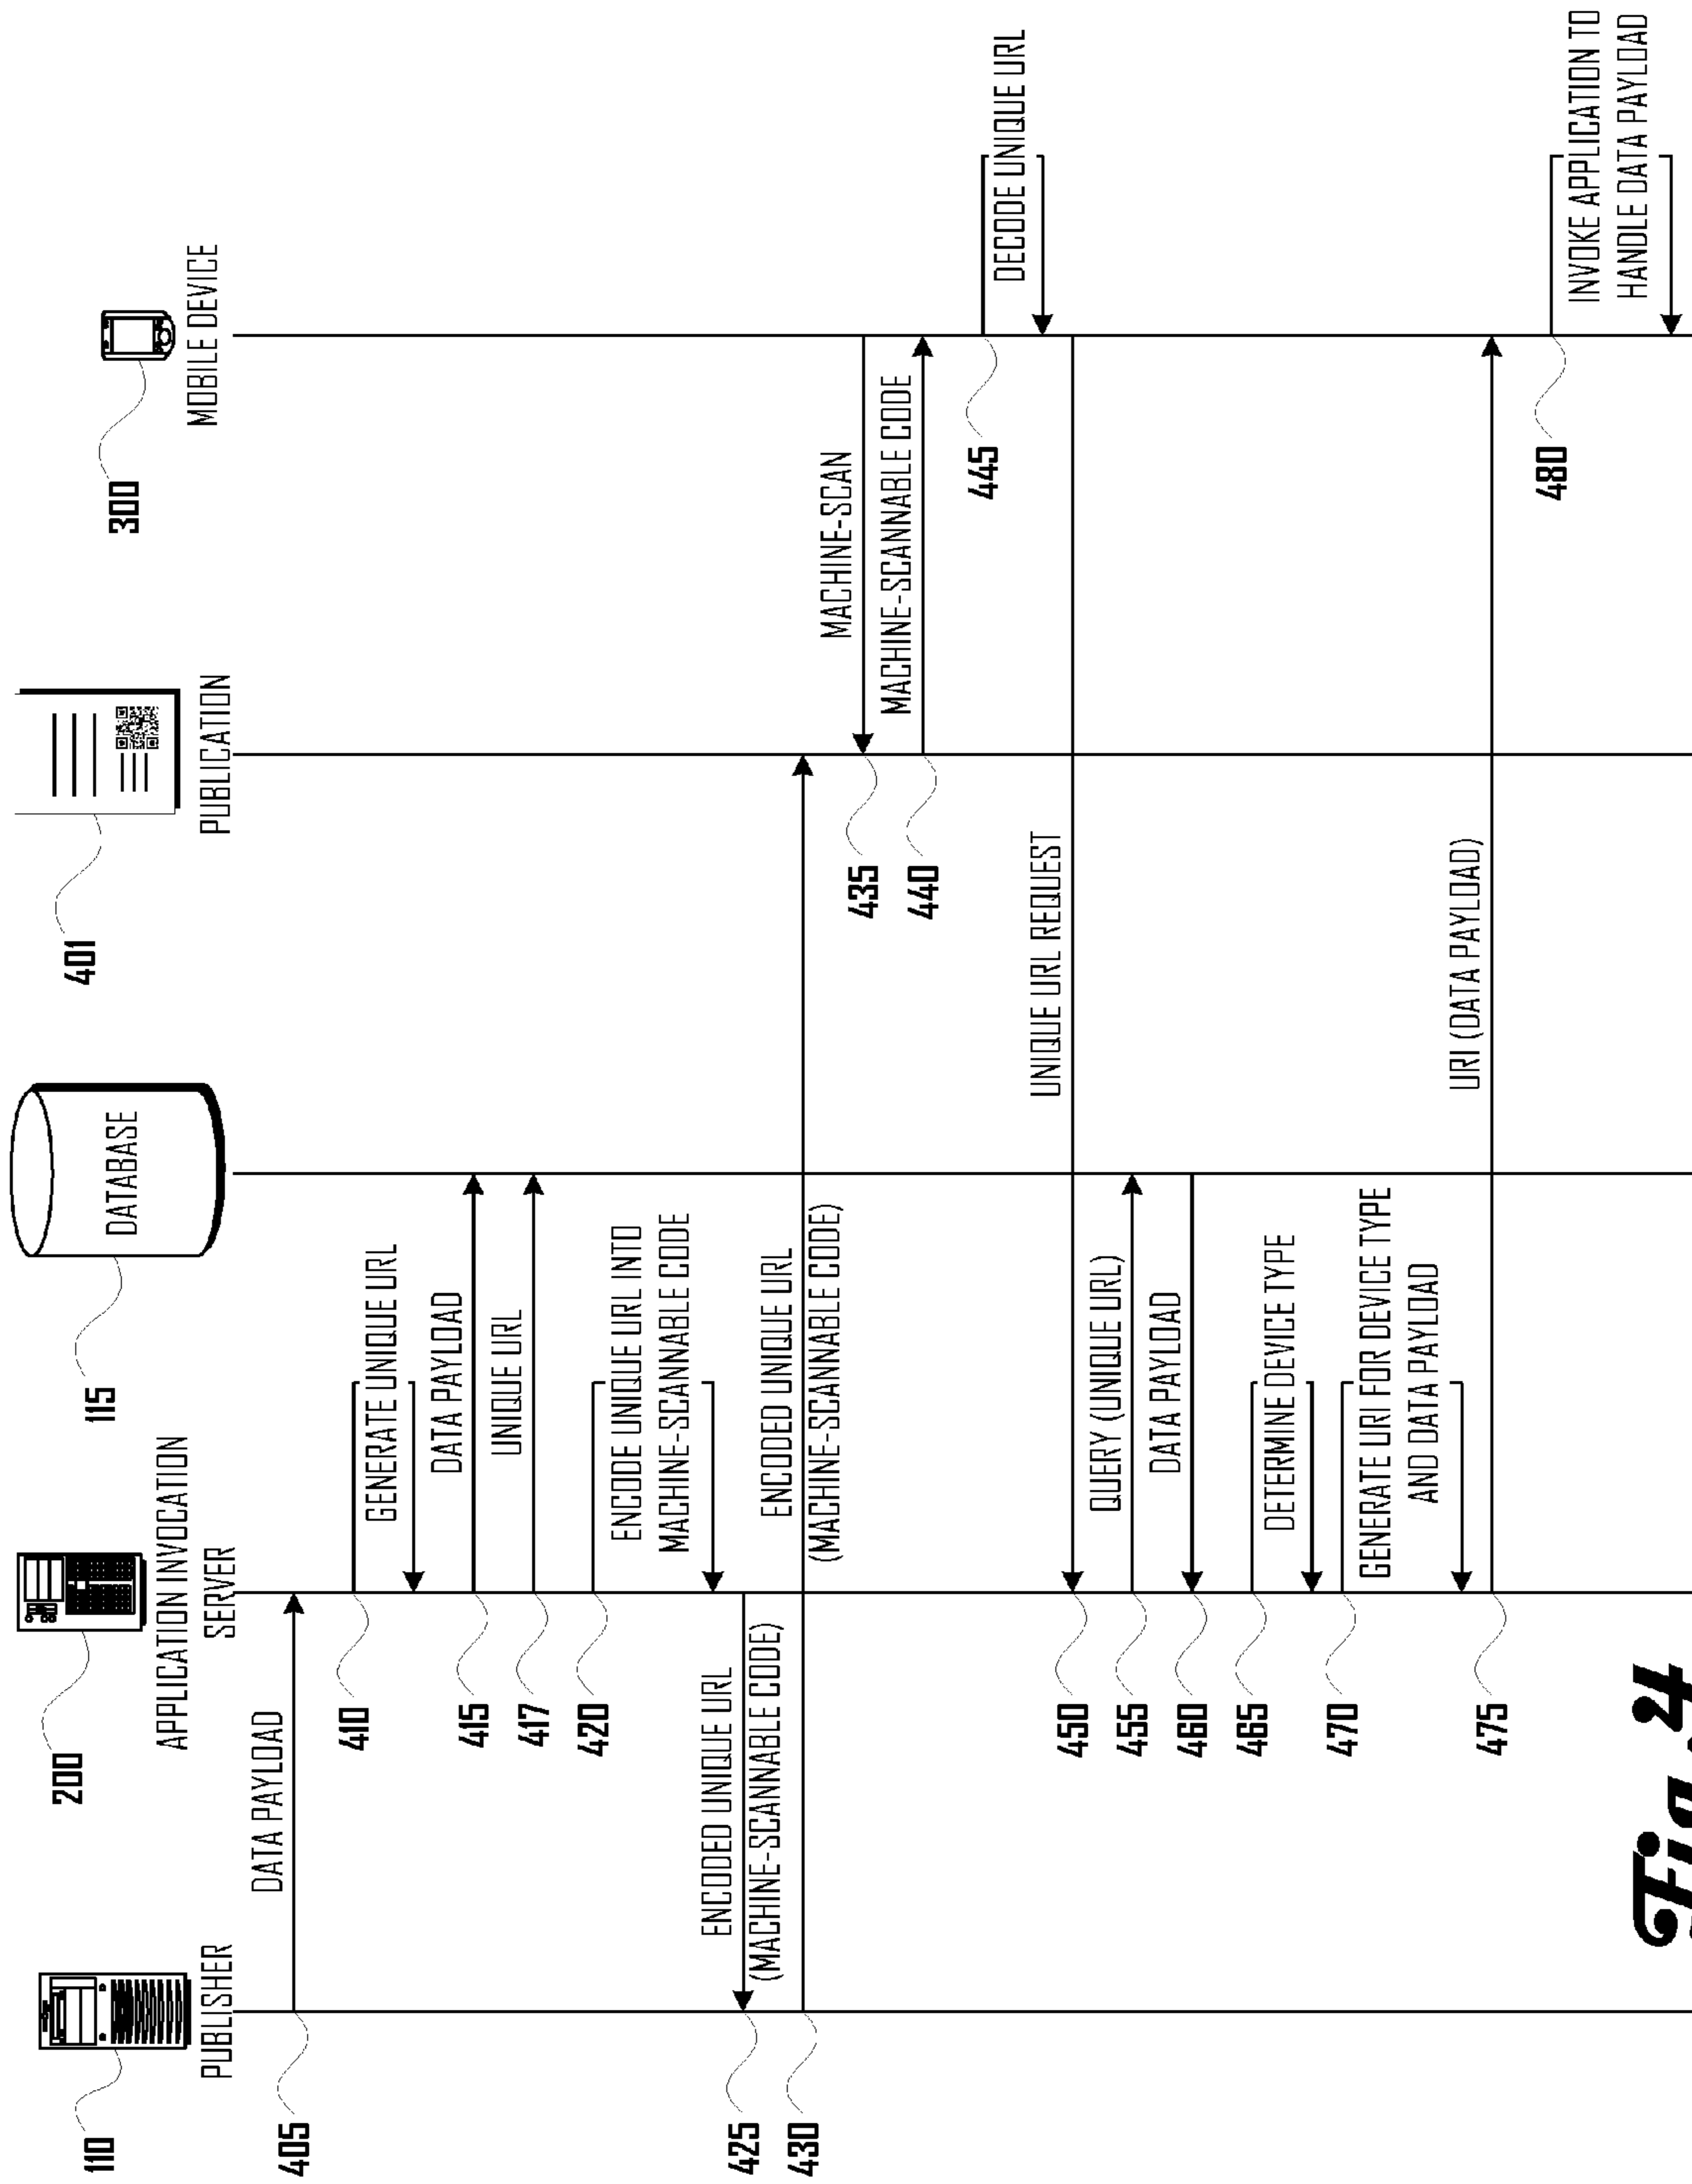 110
PUBLISHER
200
APPLICATION INVOCATION
SERVER
115
DATABASE
401
PUBLICATION
300
MOBILE DEVICE
405
DATA PAYLOAD
410
GENERATE UNIQUE URL
415
DATA PAYLOAD
417
UNIQUE URL
420
ENCODE UNIQUE URL INTO
MACHINE-SCANNABLE CODE
425
ENCODED UNIQUE URL
(MACHINE-SCANNABLE CODE)
430
ENCODED UNIQUE URL
(MACHINE-SCANNABLE CODE)
435
MACHINE-SCAN
440
MACHINE-SCANNABLE CODE
445
DECODE UNIQUE URL
450
UNIQUE URL REQUEST
455
QUERY (UNIQUE URL)
460
DATA PAYLOAD
465
DETERMINE DEVICE TYPE
470
GENERATE URI FOR DEVICE TYPE
AND DATA PAYLOAD
475
URI (DATA PAYLOAD)
480
INVOKE APPLICATION TO
HANDLE DATA PAYLOAD
Fig.4